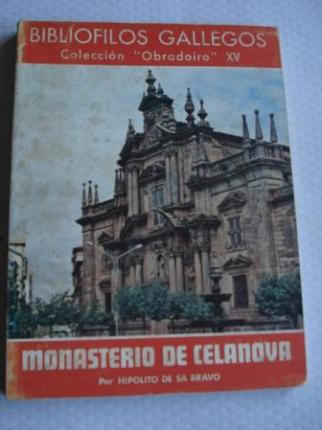 BIBLIOFILOS GALLEGOS
Colección "Obradoiro" XV
MONASTERIO DE CELANOVA
Por HIPOLITO DE SA BRAVO